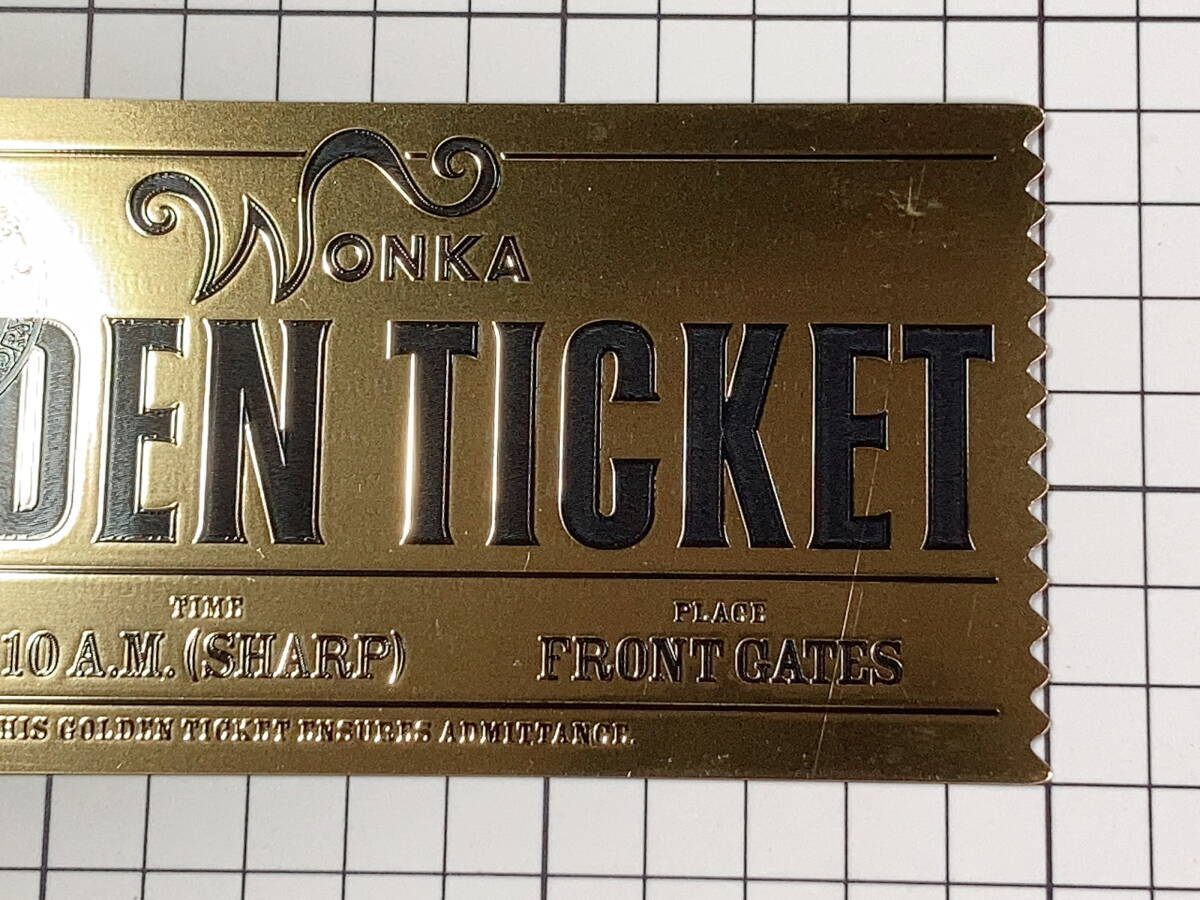 WONKA
DEN TICKET
TIME
10 A.M. (SHARP)
PLACE
FRONT GATES
HIS GOLDEN TICKET ENSURES ADMITTANCE.